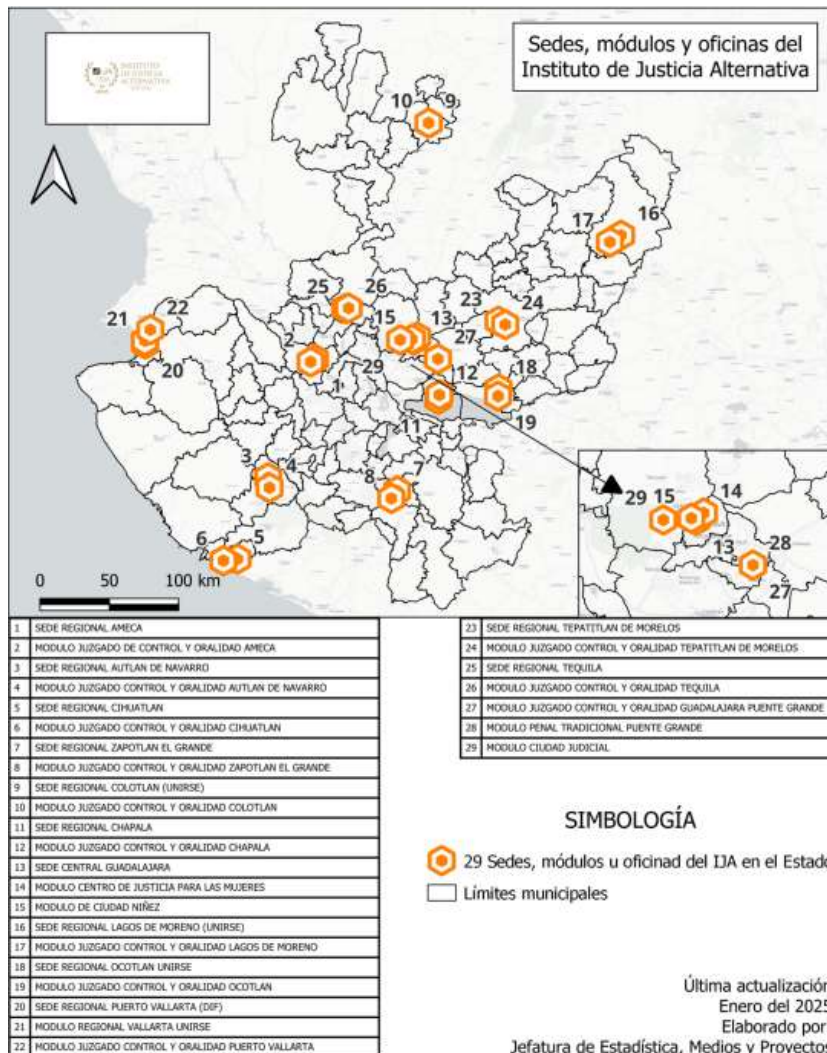 INSTITUTO
DE JUSTICIA
ALTERNATIVA
Sedes, módulos y oficinas del
Instituto de Justicia Alternativa
10 9
17 16
25 26
23 24
21 22
15 13
2
27
20
29
12 18
1
11 19
3 4
8 7
6 5
29 15 14
13 28
27
0 50 100 km
1 SEDE REGIONAL AMECA
2 MODULO JUZGADO DE CONTROL Y ORALIDAD AMECA
3 SEDE REGIONAL AUTLAN DE NAVARRO
4 MODULO JUZGADO CONTROL Y ORALIDAD AUTLAN DE NAVARRO
5 SEDE REGIONAL CIHUATLAN
6 MODULO JUZGADO CONTROL Y ORALIDAD CIHUATLAN
7 SEDE REGIONAL ZAPOTLAN EL GRANDE
8 MODULO JUZGADO CONTROL Y ORALIDAD ZAPOTLAN EL GRANDE
9 SEDE REGIONAL COLOTLAN (UNIRSE)
10 MODULO JUZGADO CONTROL Y ORALIDAD COLOTLAN
11 SEDE REGIONAL CHAPALA
12 MODULO JUZGADO CONTROL Y ORALIDAD CHAPALA
13 SEDE CENTRAL GUADALAJARA
14 MODULO CENTRO DE JUSTICIA PARA LAS MUJERES
15 MODULO DE CIUDAD NIÑEZ
16 SEDE REGIONAL LAGOS DE MORENO (UNIRSE)
17 MODULO JUZGADO CONTROL Y ORALIDAD LAGOS DE MORENO
18 SEDE REGIONAL OCOTLAN UNIRSE
19 MODULO JUZGADO CONTROL Y ORALIDAD OCOTLAN
20 SEDE REGIONAL PUERTO VALLARTA (DIF)
21 MODULO REGIONAL VALLARTA UNIRSE
22 MODULO JUZGADO CONTROL Y ORALIDAD PUERTO VALLARTA
23 SEDE REGIONAL TEPATITLAN DE MORELOS
24 MODULO JUZGADO CONTROL Y ORALIDAD TEPATITLAN DE MORELOS
25 SEDE REGIONAL TEQUILA
26 MODULO JUZGADO CONTROL Y ORALIDAD TEQUILA
27 MODULO JUZGADO CONTROL Y ORALIDAD GUADALAJARA PUENTE GRANDE
28 MODULO PENAL TRADICIONAL PUENTE GRANDE
29 MODULO CIUDAD JUDICIAL
SIMBOLOGÍA
29 Sedes, módulos u oficinad del IJA en el Estado
Límites municipales
Última actualización
Enero del 2025
Elaborado por
Jefatura de Estadística, Medios y Proyectos